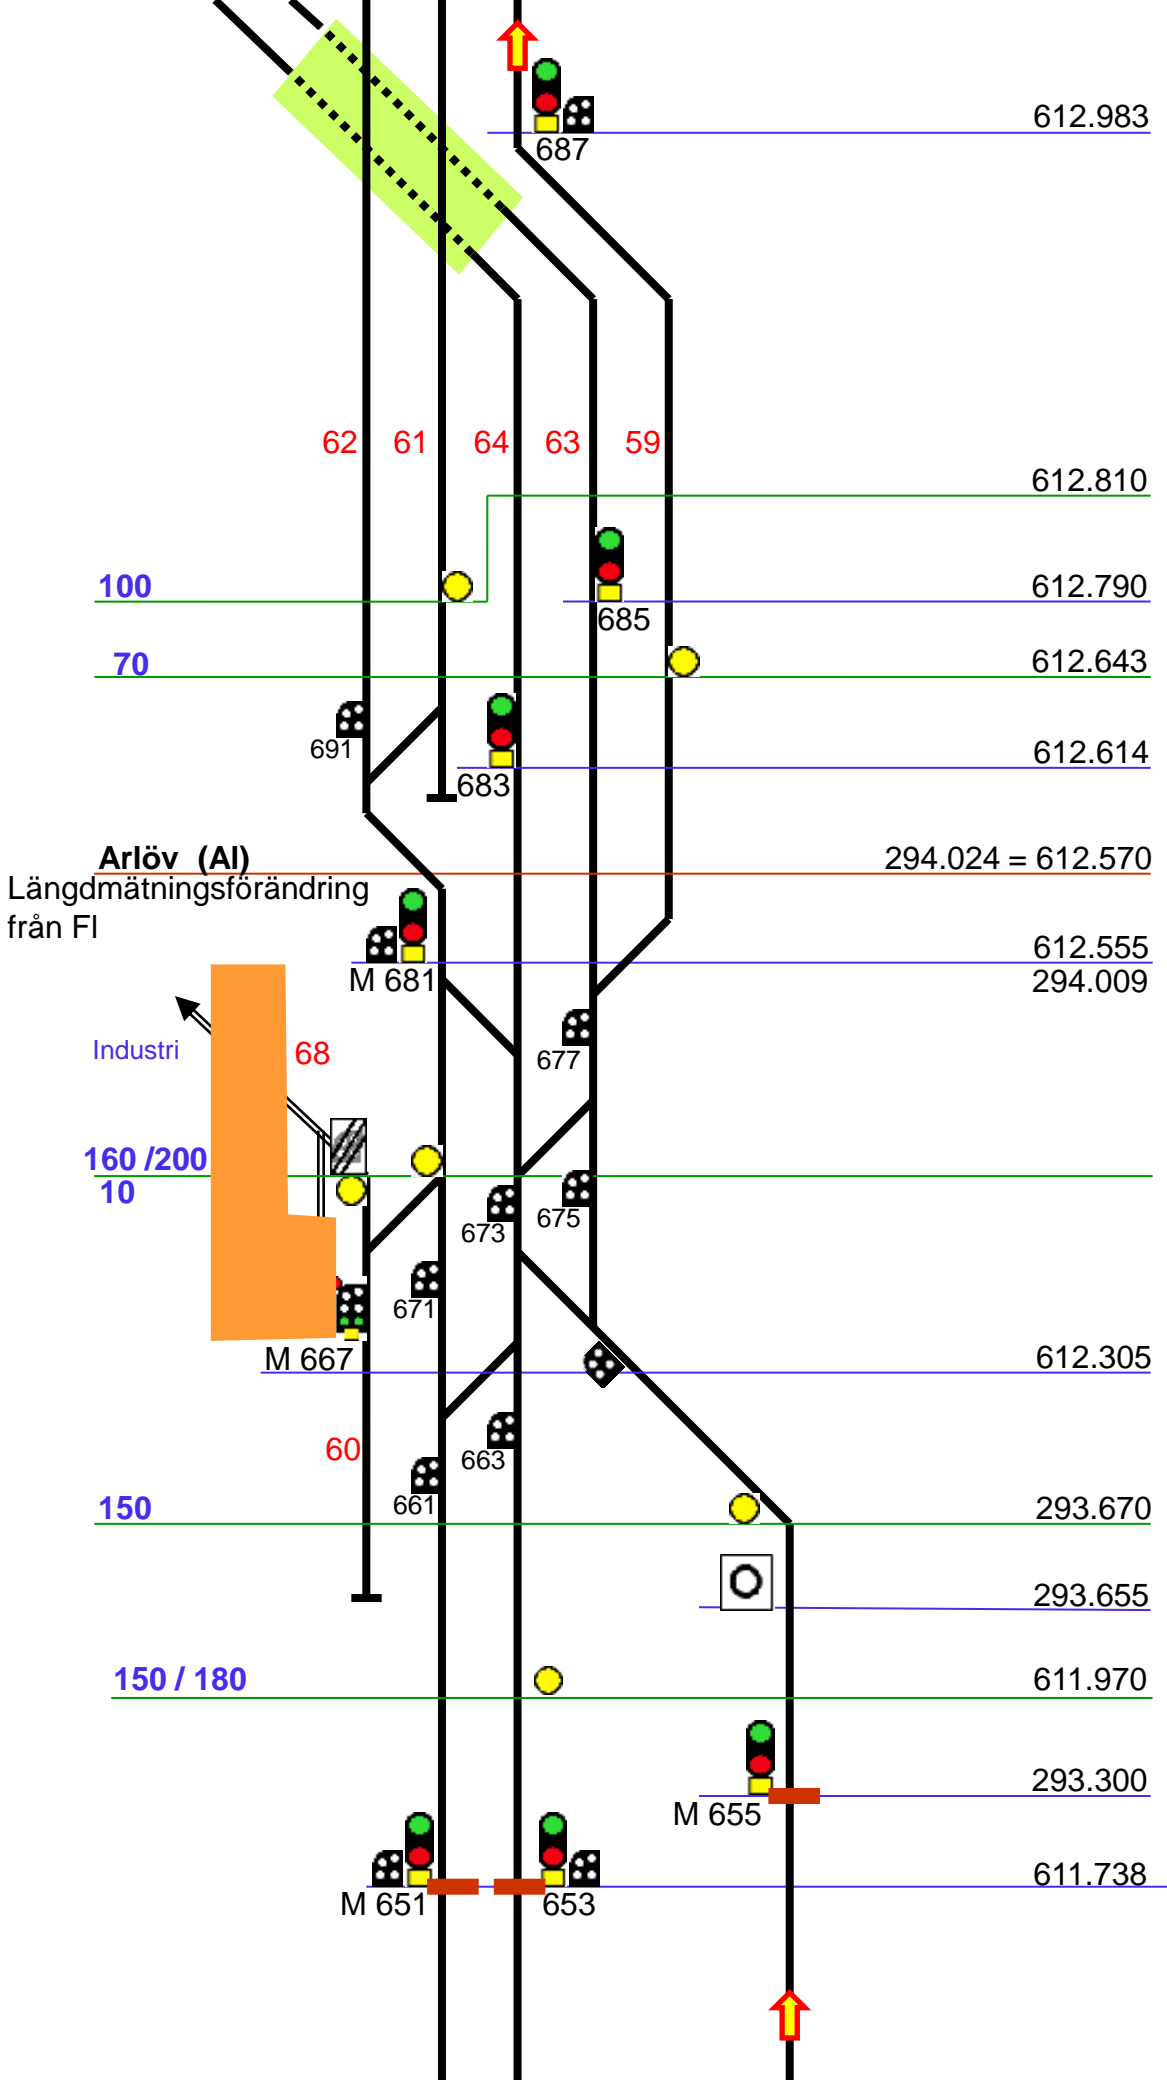 612.983
687
62 61 64 63 59
612.810
100
612.790
685
70
612.643
691
612.614
683
Arlöv (Al)
294.024 = 612.570
Längdmätningsförändring
från Fl
612.555
M 681
294.009
677
Industri
68
160 /200
10
673
675
671
M 667
612.305
60
663
661
150
293.670
293.655
150 / 180
611.970
293.300
M 655
611.738
M 651
653